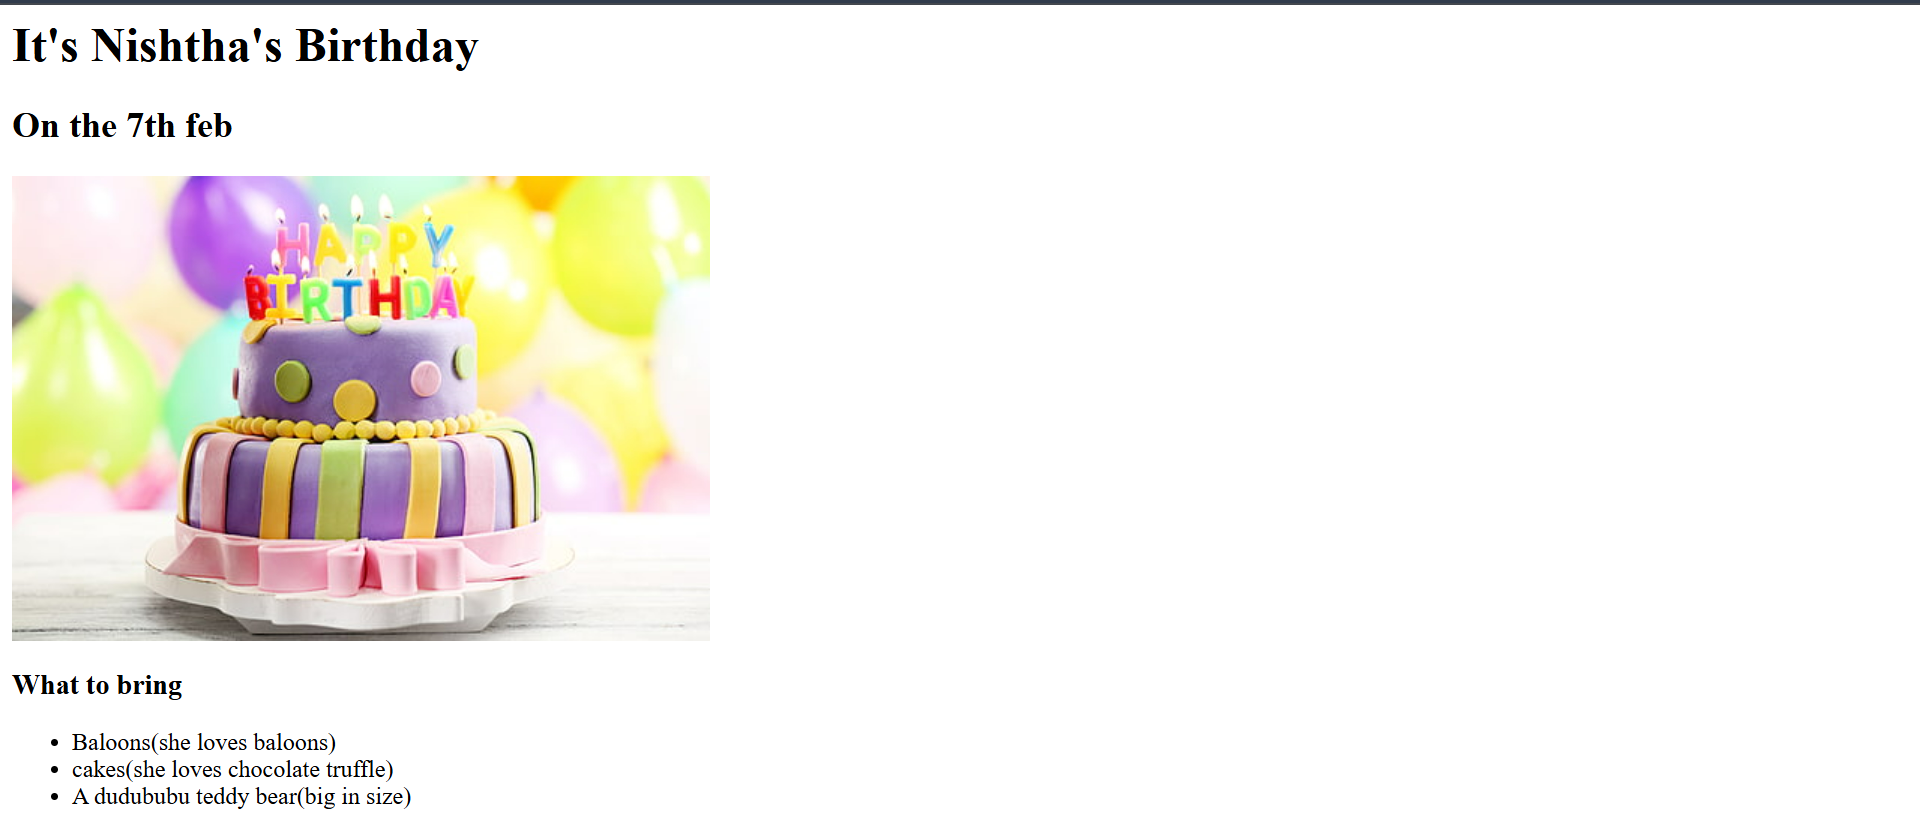 It's Nishtha's Birthday
On the 7th feb
HAPPY
BIRTHDAY
What to bring
Baloons(she loves baloons)
cakes(she loves chocolate truffle)
A dudububu teddy bear(big in size)